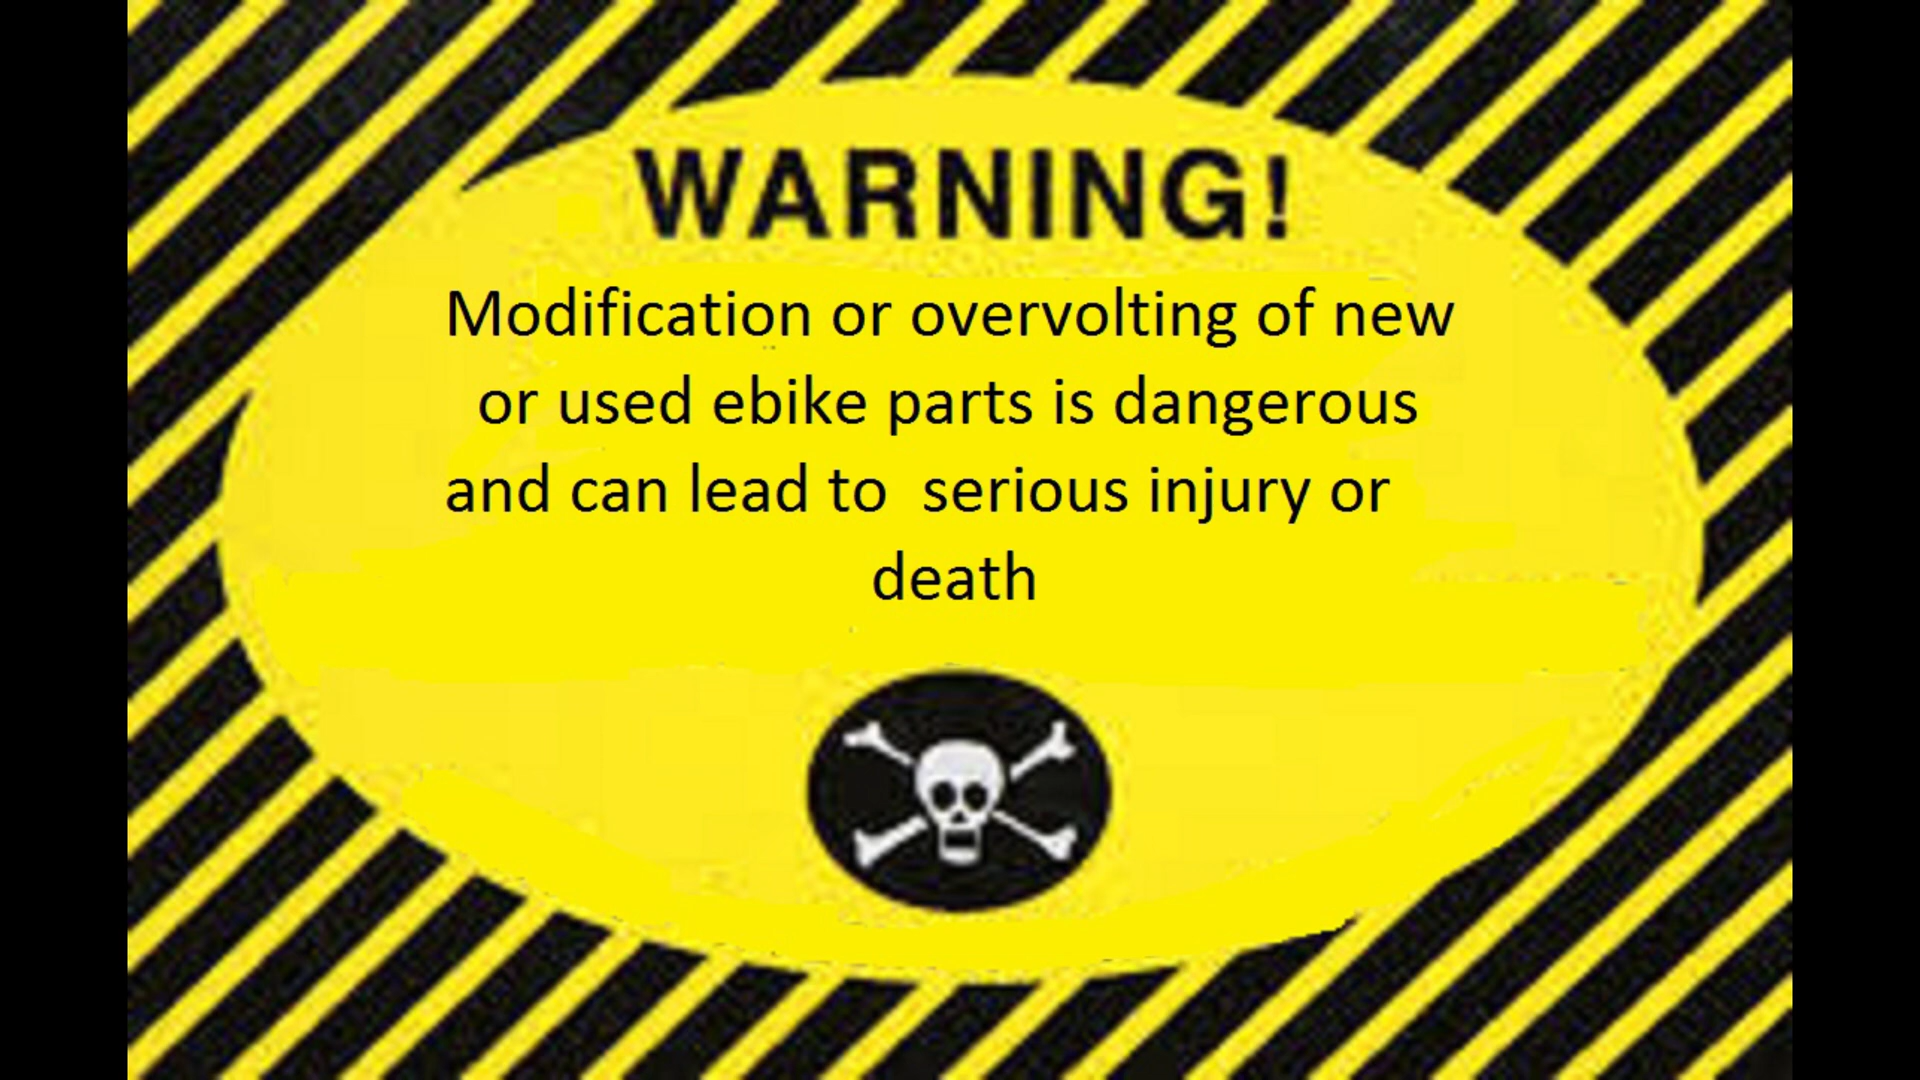 WARNING!
Modification or overvolting of new
or used ebike parts is dangerous
and can lead to  serious injury or
death